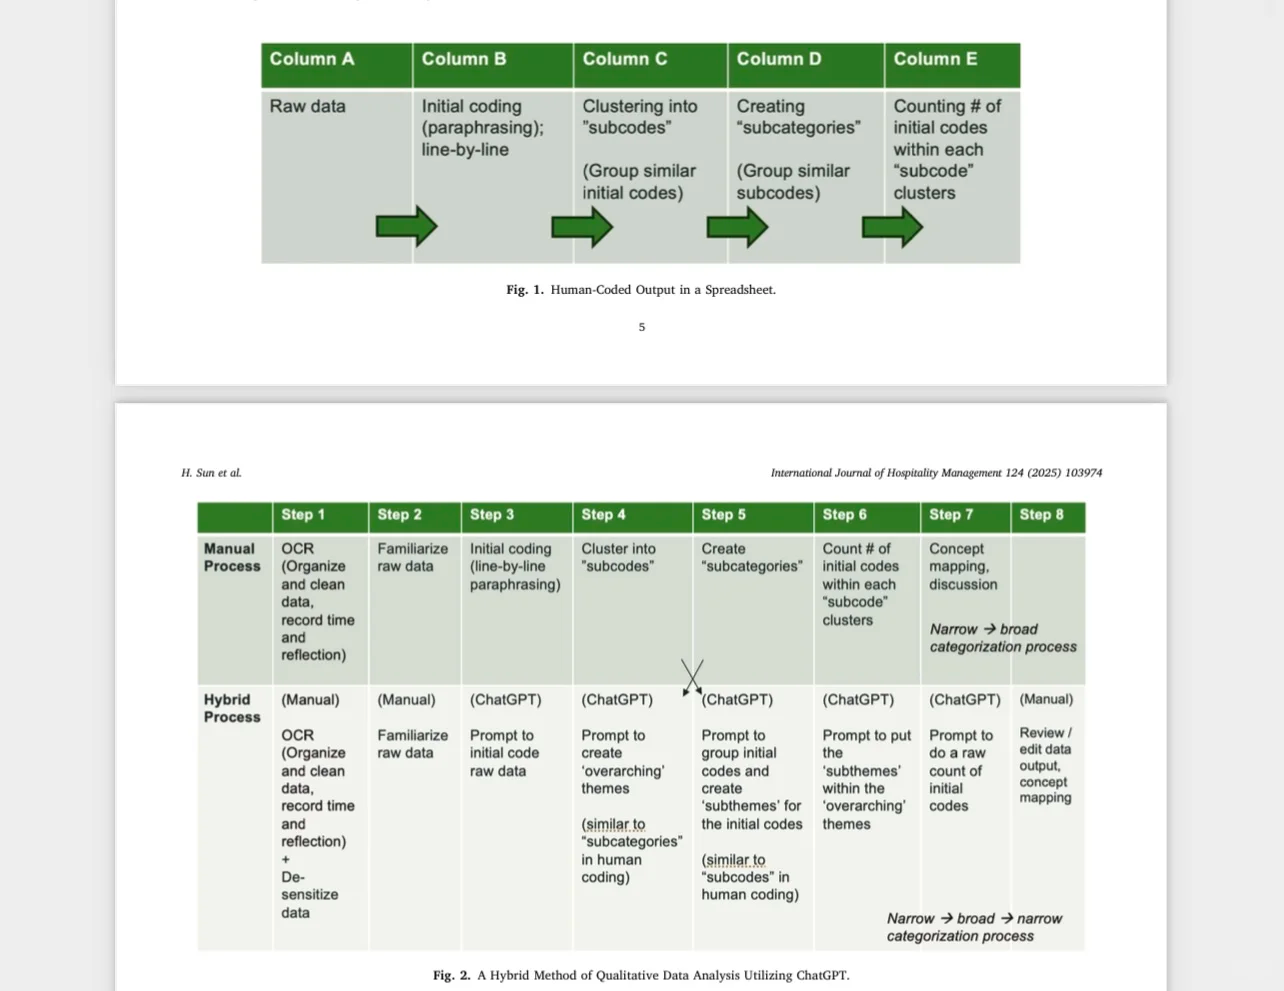 Column A
Column B
Column C
Column D
Column E
Raw data
Initial coding
(paraphrasing);
line-by-line
Clustering into
"subcodes"
(Group similar
initial codes)
Creating
“subcategories”
(Group similar
subcodes)
Counting # of
initial codes
within each
“subcode”
clusters
Fig. 1. Human-Coded Output in a Spreadsheet.
5
H. Sun et al.
International Journal of Hospitality Management 124 (2025) 103974
Step 1
Step 2
Step 3
Step 4
Step 5
Step 6
Step 7
Step 8
Manual
Process
OCR
(Organize
and clean
data,
record time
and
reflection)
Familiarize
raw data
Initial coding
(line-by-line
paraphrasing)
Cluster into
"subcodes”
Create
“subcategories”
Count # of
initial codes
within each
“subcode”
clusters
Concept
mapping,
discussion
Narrow → broad
categorization process
Hybrid
Process
(Manual)
OCR
(Organize
and clean
data,
record time
and
reflection)
+
De-
sensitize
data
(Manual)
Familiarize
raw data
(ChatGPT)
Prompt to
initial code
raw data
(ChatGPT)
Prompt to
create
‘overarching’
themes
(similar to
“subcategories”
in human
coding)
(ChatGPT)
Prompt to
group initial
codes and
create
‘subthemes’ for
the initial codes
(similar to
“subcodes” in
human coding)
(ChatGPT)
Prompt to put
the
‘subthemes’
within the
‘overarching’
themes
(ChatGPT)
Prompt to
do a raw
count of
initial
codes
(Manual)
Review /
edit data
output,
concept
mapping
Narrow → broad → narrow
categorization process
Fig. 2. A Hybrid Method of Qualitative Data Analysis Utilizing ChatGPT.